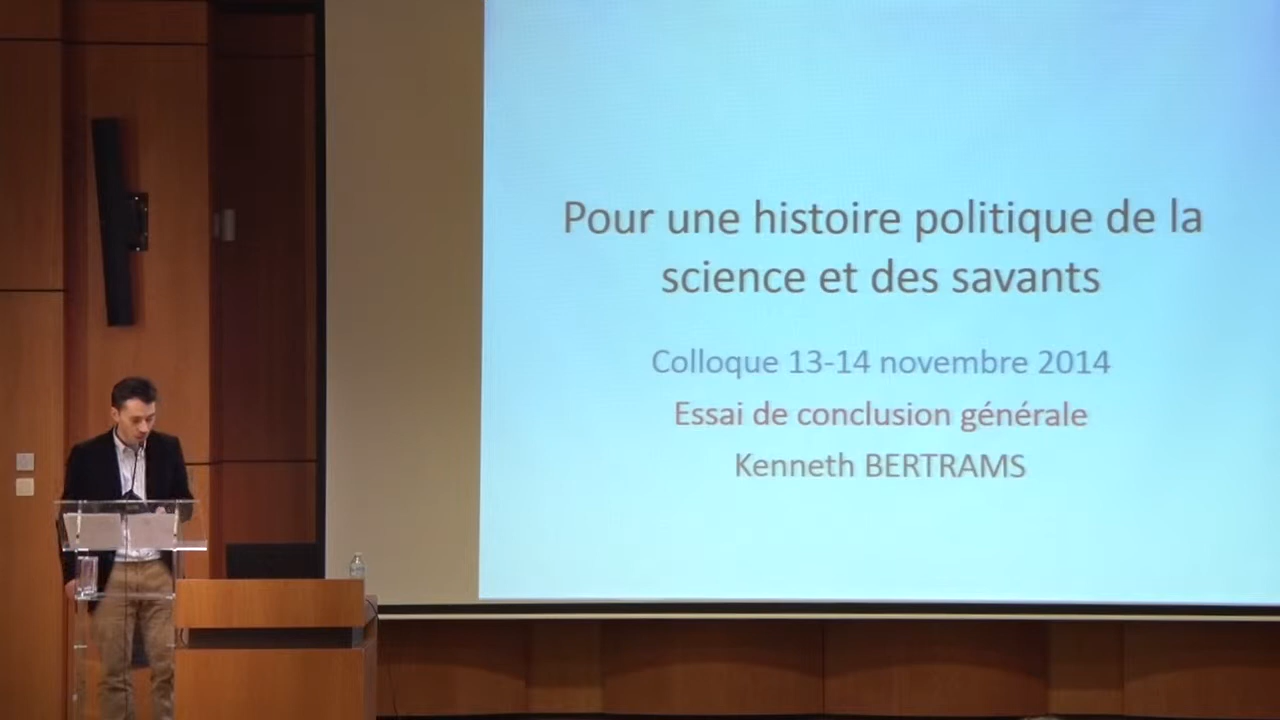 Pour une histoire politique de la
science et des savants
Colloque 13-14 novembre 2014
Essai de conclusion générale
Kenneth BERTRAMS